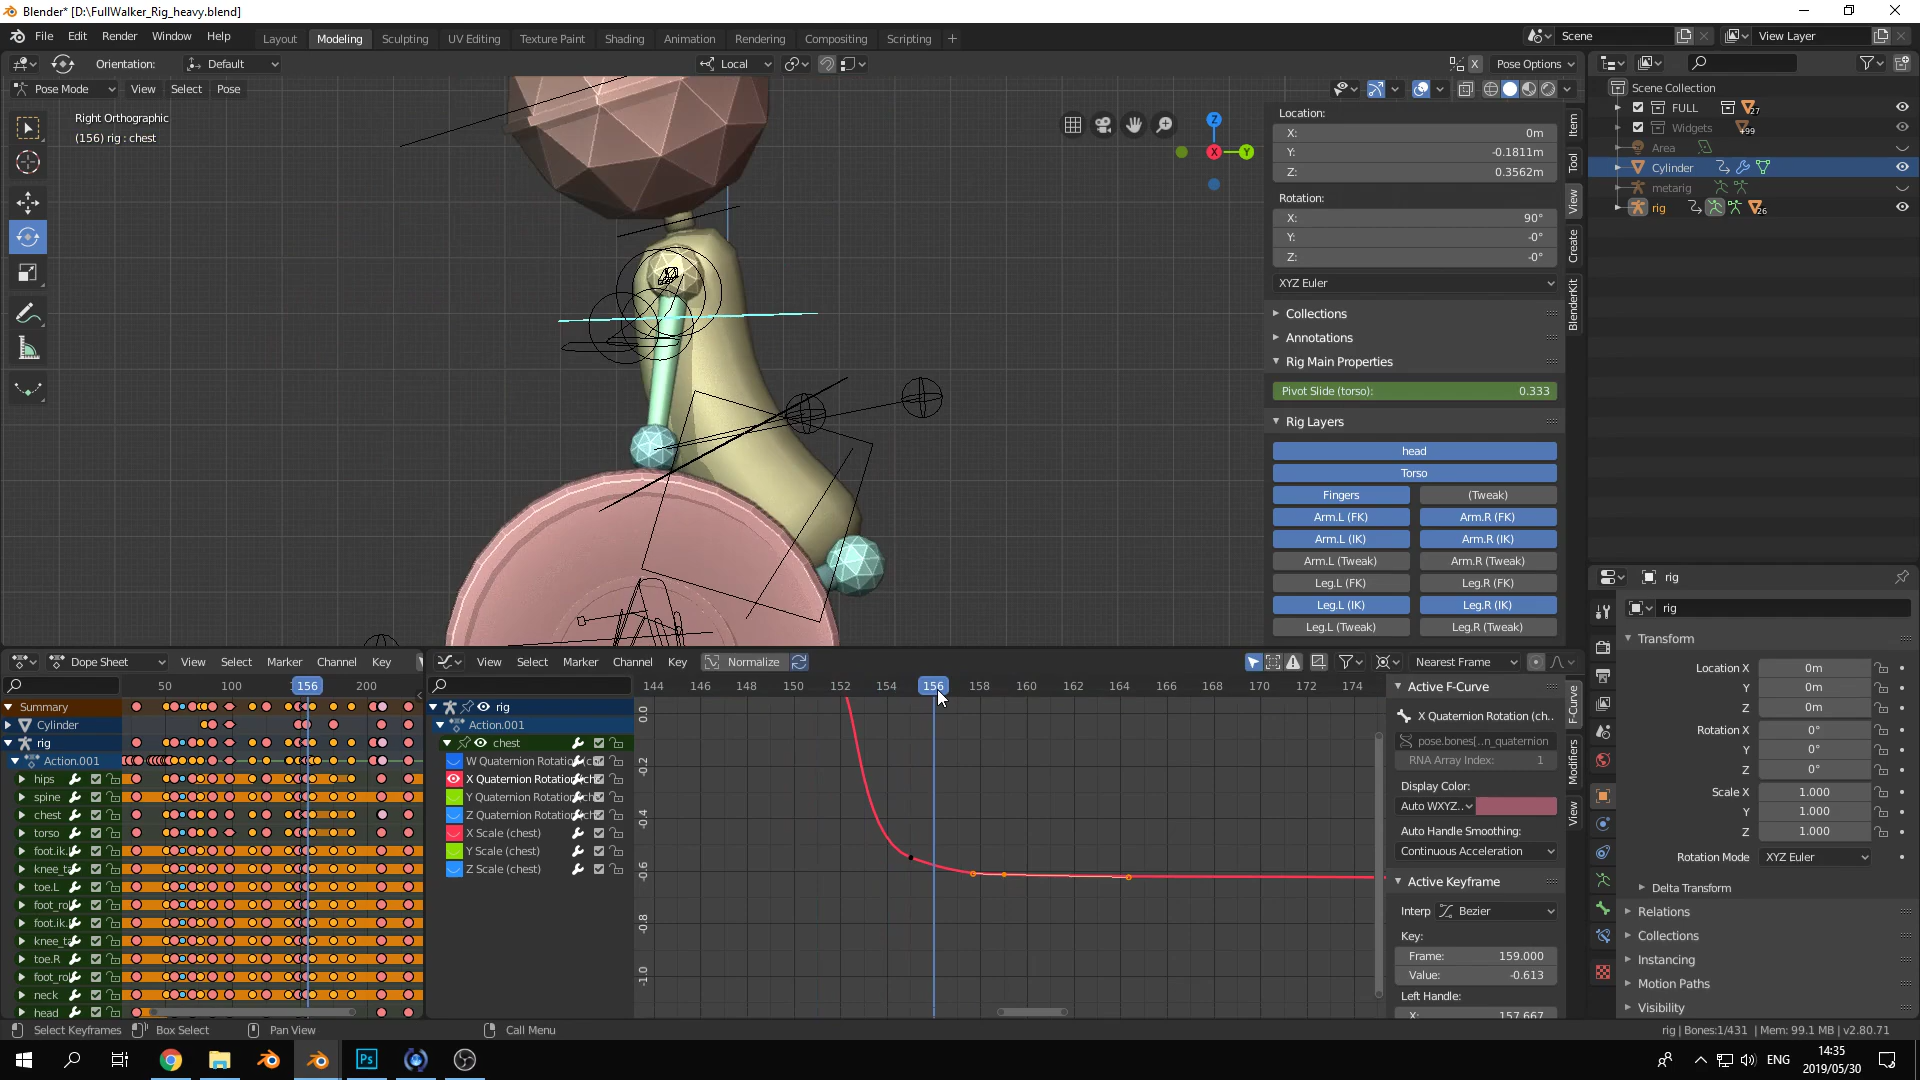 Blender* [D:\FullWalker_Rig_heavy.blend]
File Edit Render Window Help
Layout Modeling Sculpting UV Editing Texture Paint Shading Animation Rendering Compositing Scripting +
Scene
View Layer
Orientation: Default
Local
X Pose Options
Pose Mode View Select Pose
Right Orthographic
(156) rig : chest
Z
X
Y
Location:
X: 0m
Y: -0.1811m
Z: 0.3562m
Rotation:
X: 90°
Y: -0°
Z: -0°
XYZ Euler
Collections
Annotations
Rig Main Properties
Pivot Slide (torso): 0.333
Rig Layers
head
Torso
Fingers (Tweak)
Arm.L (FK) Arm.R (FK)
Arm.L (IK) Arm.R (IK)
Arm.L (Tweak) Arm.R (Tweak)
Leg.L (FK) Leg.R (FK)
Leg.L (IK) Leg.R (IK)
Leg.L (Tweak) Leg.R (Tweak)
Item
Tool
View
Create
BlenderKit
Scene Collection
FULL 27
Widgets +99
Area
Cylinder
metarig
rig 26
rig
rig
Transform
Location X 0m
Y 0m
Z 0m
Rotation X 0°
Y 0°
Z 0°
Scale X 1.000
Y 1.000
Z 1.000
Rotation Mode XYZ Euler
Delta Transform
Relations
Collections
Instancing
Motion Paths
Visibility
Dope Sheet View Select Marker Channel Key
50 100 156 200
Summary
Cylinder
rig
Action.001
hips
spine
chest
torso
foot.ik.
knee_ta
toe.L
foot_rol
foot.ik.
knee_ta
toe.R
foot_rol
neck
head
View Select Marker Channel Key Normalize Nearest Frame
144 146 148 150 152 154 156 158 160 162 164 166 168 170 172 174
rig
Action.001
chest
W Quaternion Rotation (c
X Quaternion Rotation
Y Quaternion Rotation
Z Quaternion Rotation
X Scale (chest)
Y Scale (chest)
Z Scale (chest)
0.0
-0.2
-0.4
-0.6
-0.8
-1.0
Active F-Curve
X Quaternion Rotation (ch..
pose.bones[..n_quaternion
RNA Array Index: 1
Display Color:
Auto WXYZ..
Auto Handle Smoothing:
Continuous Acceleration
Active Keyframe
Interp Bezier
Key:
Frame: 159.000
Value: -0.613
Left Handle:
X: 157.667
F-Curve
Modifiers
View
Select Keyframes Box Select Pan View Call Menu
rig | Bones:1/431 | Mem: 99.1 MB | v2.80.71
Ps
ENG
14:35
2019/05/30